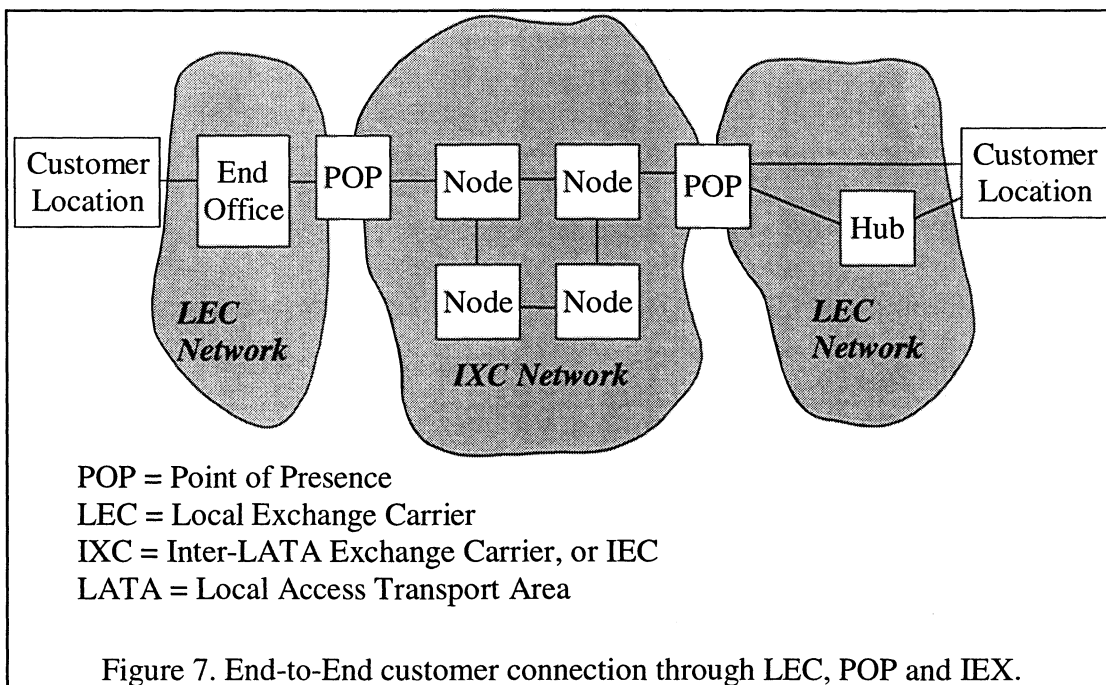 Customer
Location
End
Office
POP
Node
Node
POP
Customer
Location
Hub
Node
Node
LEC
Network
IXC Network
LEC
Network
POP = Point of Presence
LEC = Local Exchange Carrier
IXC = Inter-LATA Exchange Carrier, or IEC
LATA = Local Access Transport Area
Figure 7. End-to-End customer connection through LEC, POP and IEX.